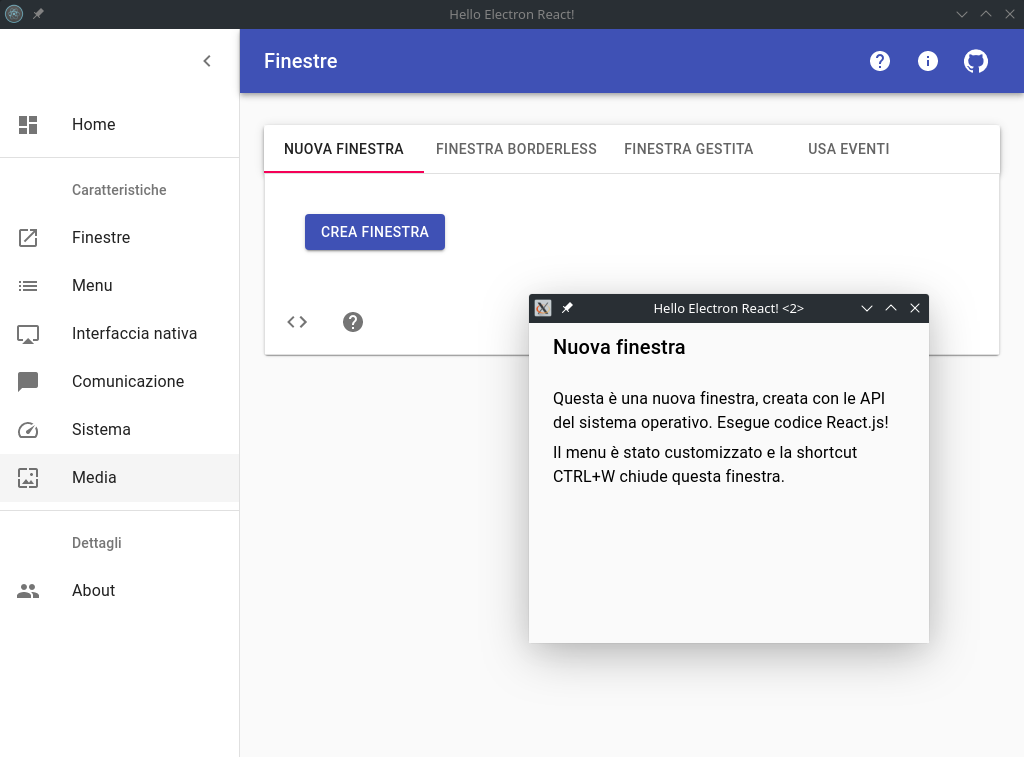 Hello Electron React!
Finestre
Home
Caratteristiche
Finestre
Menu
Interfaccia nativa
Comunicazione
Sistema
Media
Dettagli
About
NUOVA FINESTRA
FINESTRA BORDERLESS
FINESTRA GESTITA
USA EVENTI
CREA FINESTRA
Hello Electron React! <2>
Nuova finestra
Questa è una nuova finestra, creata con le API
del sistema operativo. Esegue codice React.js!
Il menu è stato customizzato e la shortcut
CTRL+W chiude questa finestra.